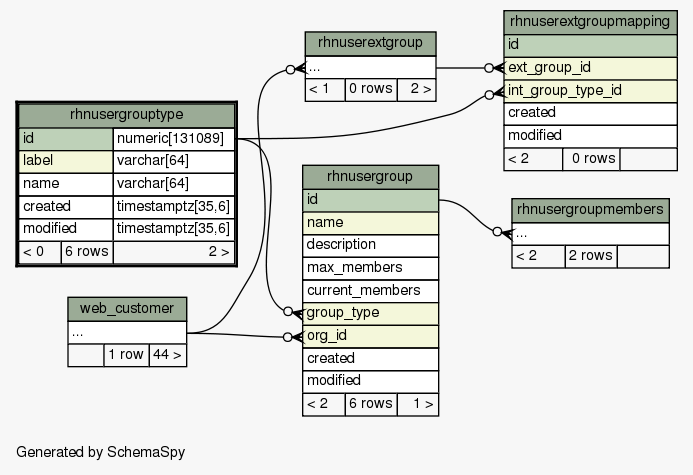 rhnuserextgroup
...
< 1 0 rows 2 >
rhnuserextgroupmapping
id
ext_group_id
int_group_type_id
created
modified
< 2 0 rows
rhnusergrouptype
id numeric[131089]
label varchar[64]
name varchar[64]
created timestamptz[35,6]
modified timestamptz[35,6]
< 0 6 rows 2 >
rhnusergroup
id
name
description
max_members
current_members
group_type
org_id
created
modified
< 2 6 rows 1 >
rhnusergroupmembers
...
< 2 2 rows
web_customer
...
1 row 44 >
Generated by SchemaSpy